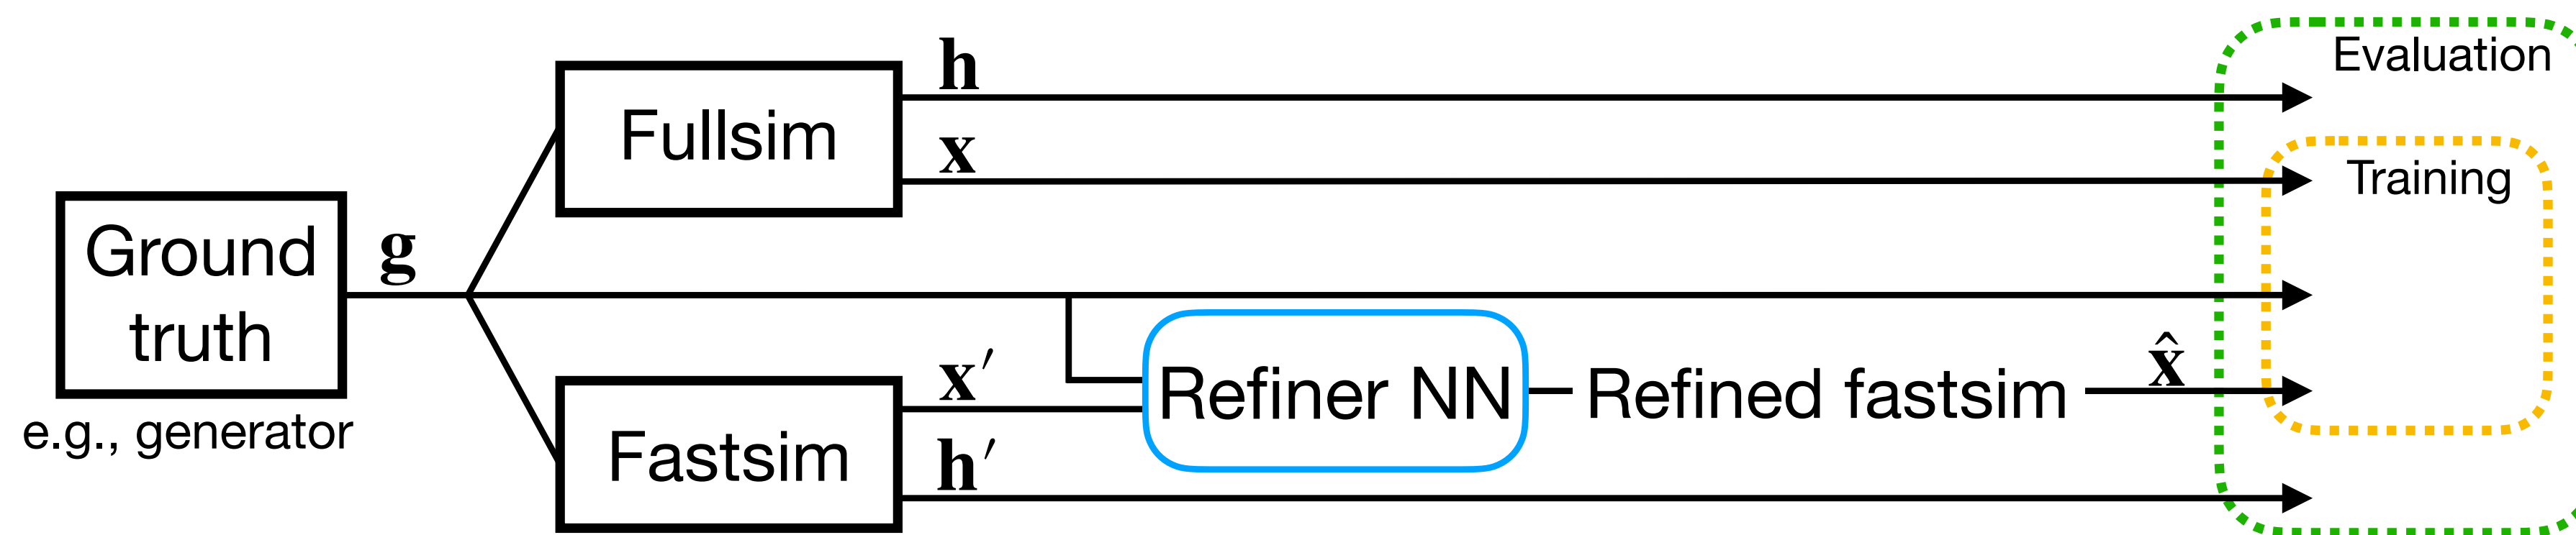 Ground
truth
e.g., generator
g
Fullsim
h
x
Fastsim
x′
h′
Refiner NN
Refined fastsim
x̂
Evaluation
Training